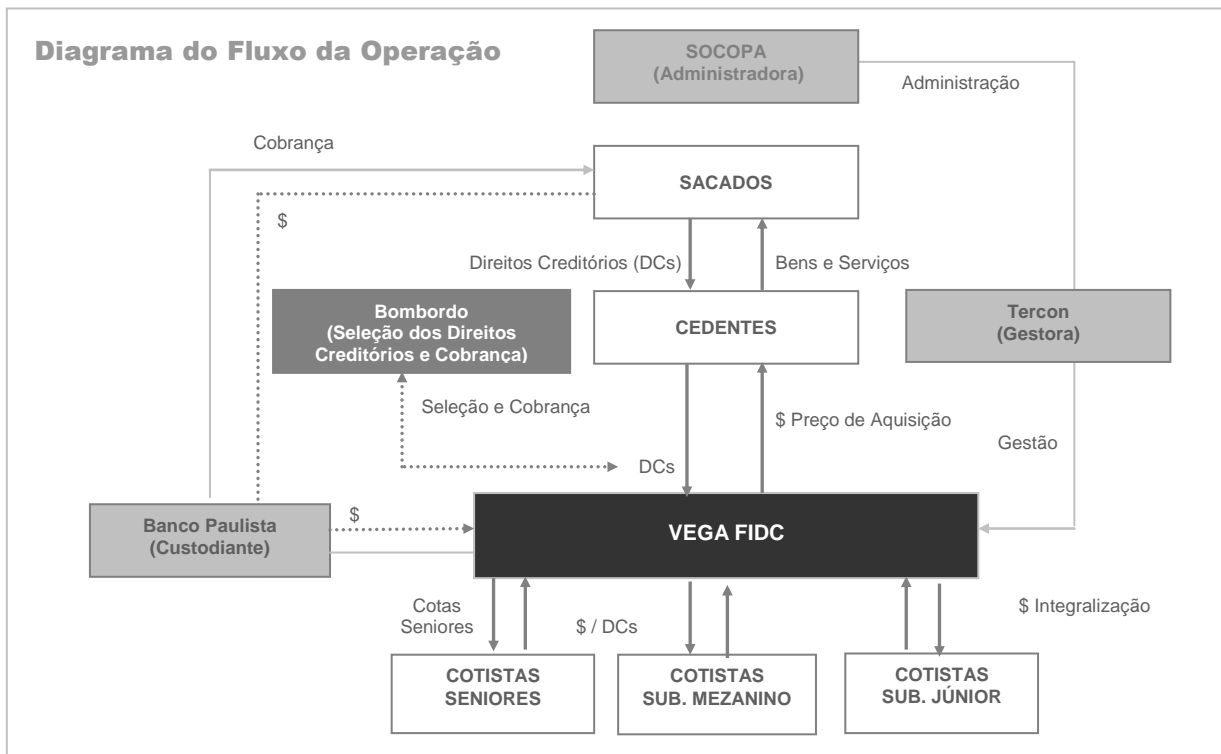 Diagrama do Fluxo da Operação
SOCOPA
(Administradora)
Administração
Cobrança
SACADOS
$
Direitos Creditórios (DCs)
Bens e Serviços
Bombordo
(Seleção dos Direitos
Creditórios e Cobrança)
CEDENTES
Tercon
(Gestora)
Seleção e Cobrança
$ Preço de Aquisição
Gestão
DCs
Banco Paulista
(Custodiante)
$
VEGA FIDC
Cotas
Seniores
$ / DCs
$ Integralização
COTISTAS
SENIORES
COTISTAS
SUB. MEZANINO
COTISTAS
SUB. JÚNIOR